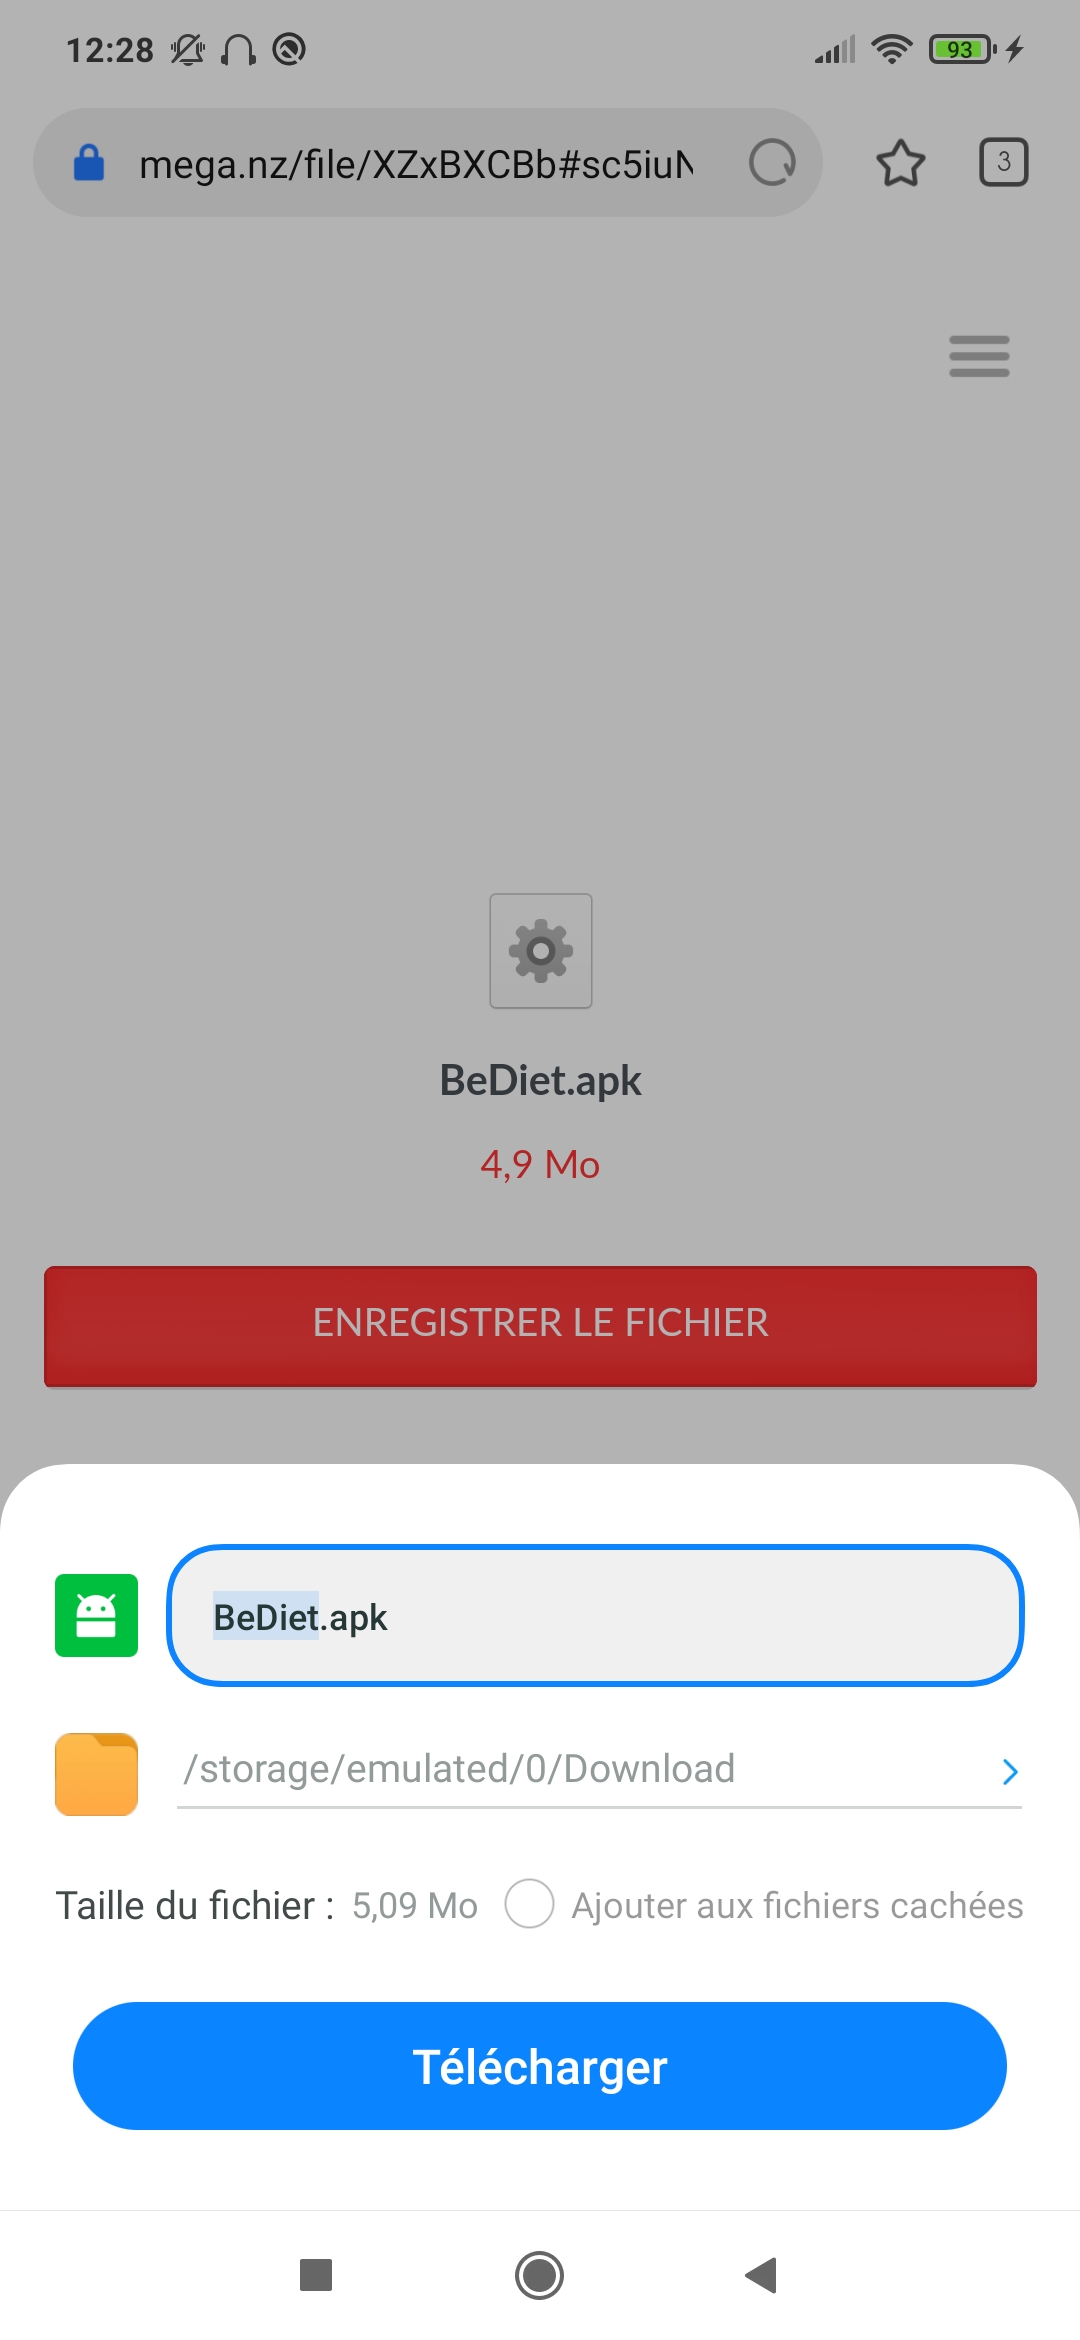 12:28
93
mega.nz/file/XZxBXCBb#sc5iuN
3
BeDiet.apk
4,9 Mo
ENREGISTRER LE FICHIER
BeDiet.apk
/storage/emulated/0/Download
Taille du fichier : 5,09 Mo Ajouter aux fichiers cachées
Télécharger